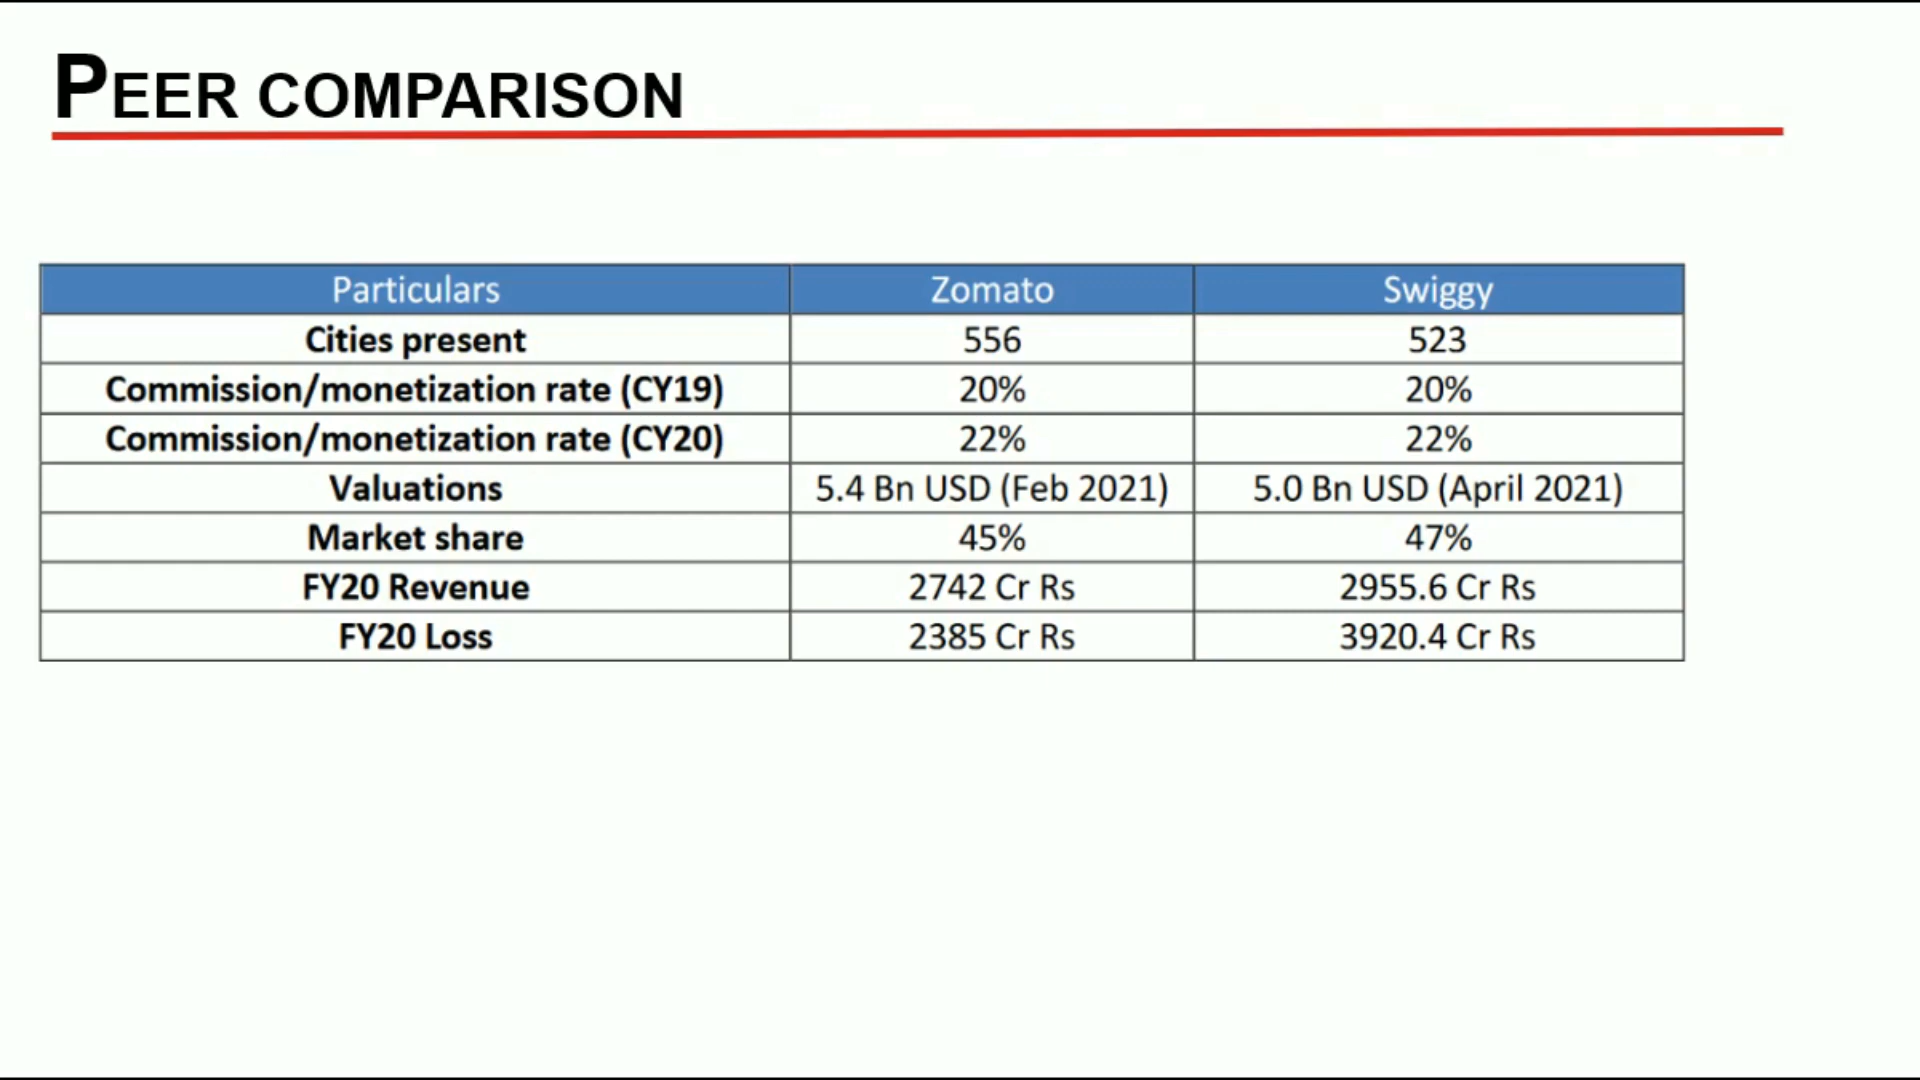 PEER COMPARISON
Particulars Zomato Swiggy
Cities present 556 523
Commission/monetization rate (CY19) 20% 20%
Commission/monetization rate (CY20) 22% 22%
Valuations 5.4 Bn USD (Feb 2021) 5.0 Bn USD (April 2021)
Market share 45% 47%
FY20 Revenue 2742 Cr Rs 2955.6 Cr Rs
FY20 Loss 2385 Cr Rs 3920.4 Cr Rs